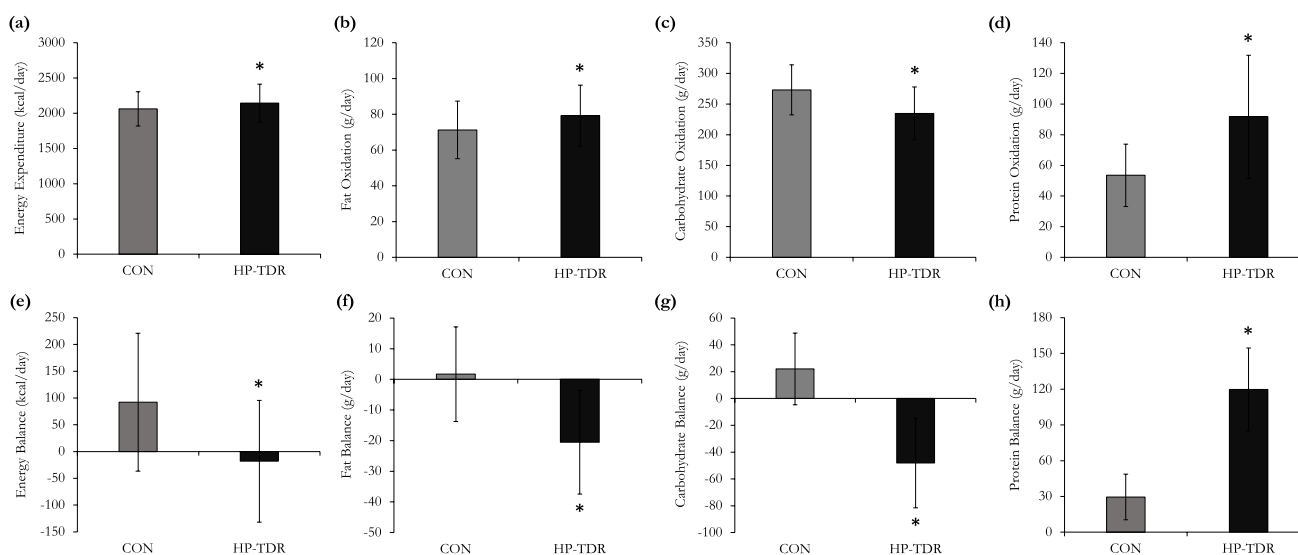 (a)
Energy Expenditure (kcal/day)
3000
2500
2000
1500
1000
500
0
*
CON
HP-TDR
(b)
Fat Oxidation (g/day)
120
100
80
60
40
20
0
*
CON
HP-TDR
(c)
Carbohydrate Oxidation (g/day)
350
300
250
200
150
100
50
0
*
CON
HP-TDR
(d)
Protein Oxidation (g/day)
140
120
100
80
60
40
20
0
*
CON
HP-TDR
(e)
Energy Balance (kcal/day)
250
200
150
100
50
0
-50
-100
-150
*
CON
HP-TDR
(f)
Fat Balance (g/day)
20
10
0
-10
-20
-30
-40
-50
*
CON
HP-TDR
(g)
Carbohydrate Balance (g/day)
60
40
20
0
-20
-40
-60
-80
-100
*
CON
HP-TDR
(h)
Protein Balance (g/day)
180
150
120
90
60
30
0
*
CON
HP-TDR